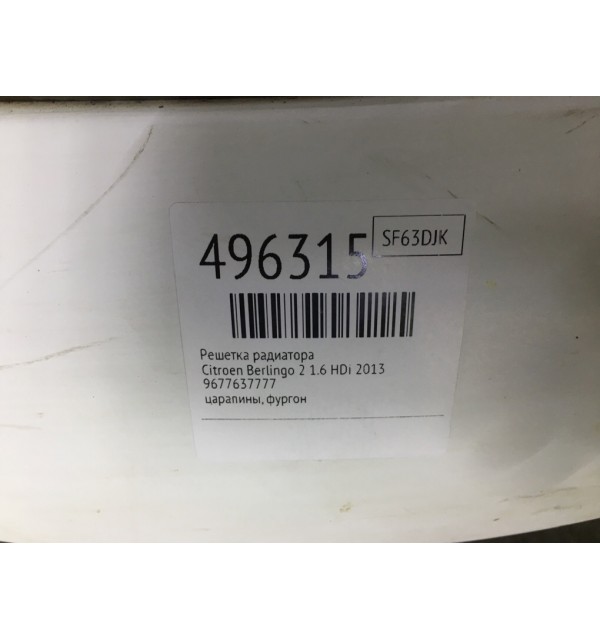 496315 SF63DJK
Решетка радиатора
Citroen Berlingo 2 1.6 HDi 2013
9677637777
царапины, фургон